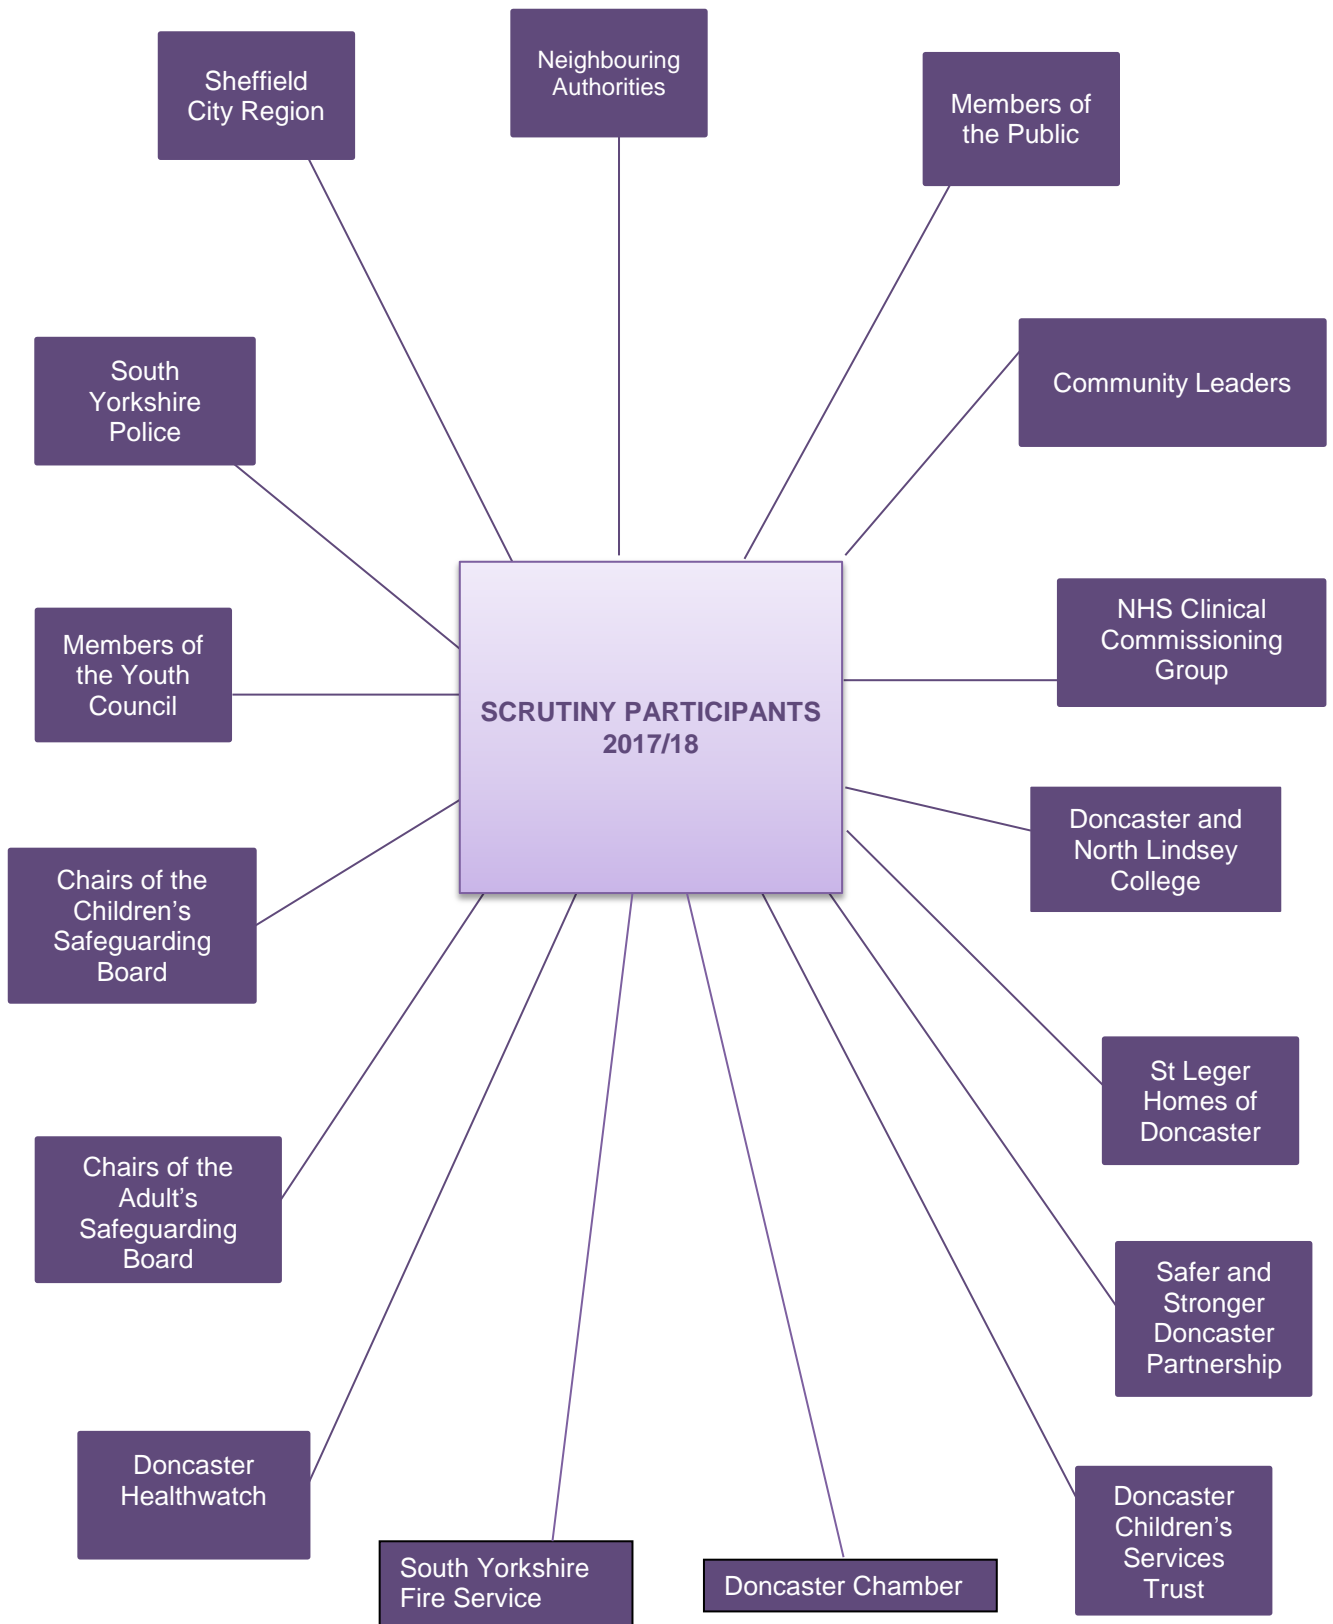 Sheffield
City Region
Neighbouring
Authorities
Members of
the Public
South
Yorkshire
Police
Community Leaders
Members of
the Youth
Council
SCRUTINY PARTICIPANTS
2017/18
NHS Clinical
Commissioning
Group
Doncaster and
North Lindsey
College
Chairs of the
Children’s
Safeguarding
Board
St Leger
Homes of
Doncaster
Chairs of the
Adult’s
Safeguarding
Board
Safer and
Stronger
Doncaster
Partnership
Doncaster
Healthwatch
South Yorkshire
Fire Service
Doncaster Chamber
Doncaster
Children’s
Services
Trust